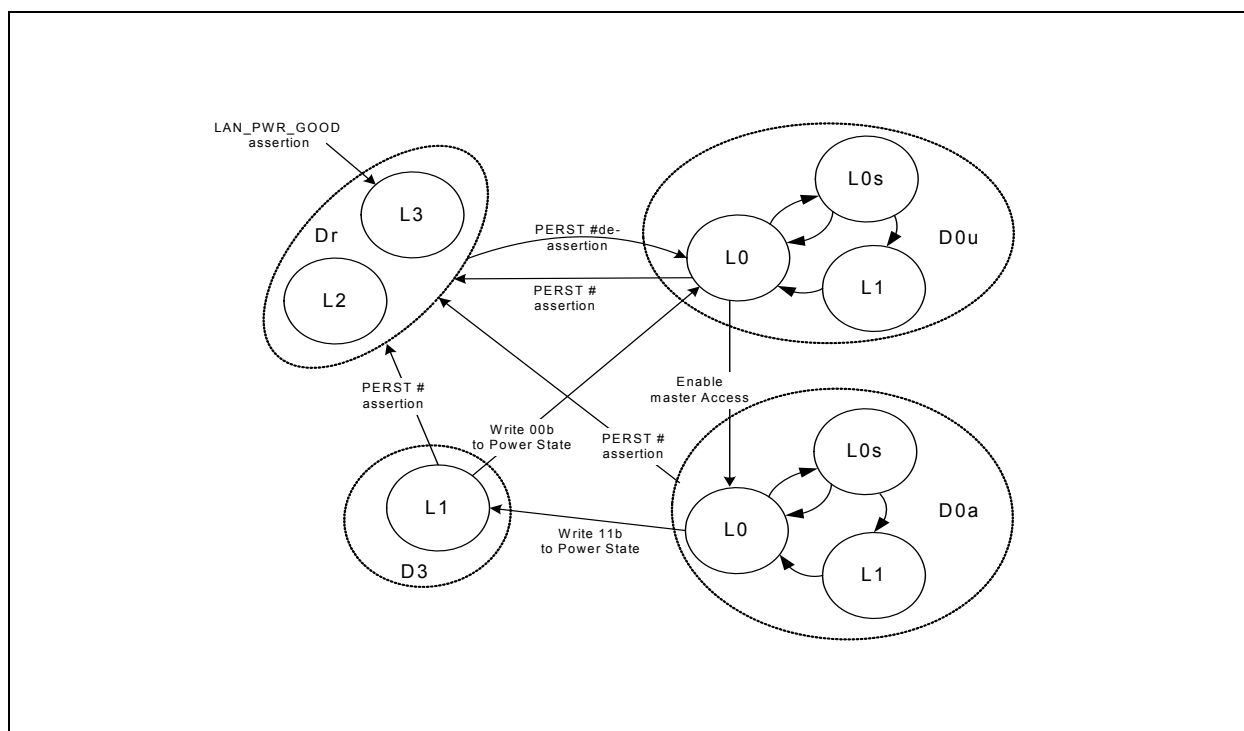 LAN_PWR_GOOD
assertion
L3
Dr
L2
PERST #de-
assertion
PERST #
assertion
L0s
D0u
L0
L1
PERST #
assertion
Enable
master Access
Write 00b
to Power State
PERST #
assertion
L0s
D0a
L0
L1
L1
D3
Write 11b
to Power State